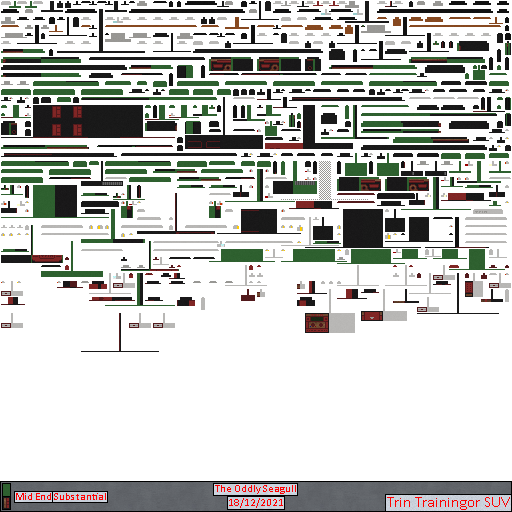 The Oddly Seagull
Mid End Substantial
18/12/2021
Trin Trainingor SUV